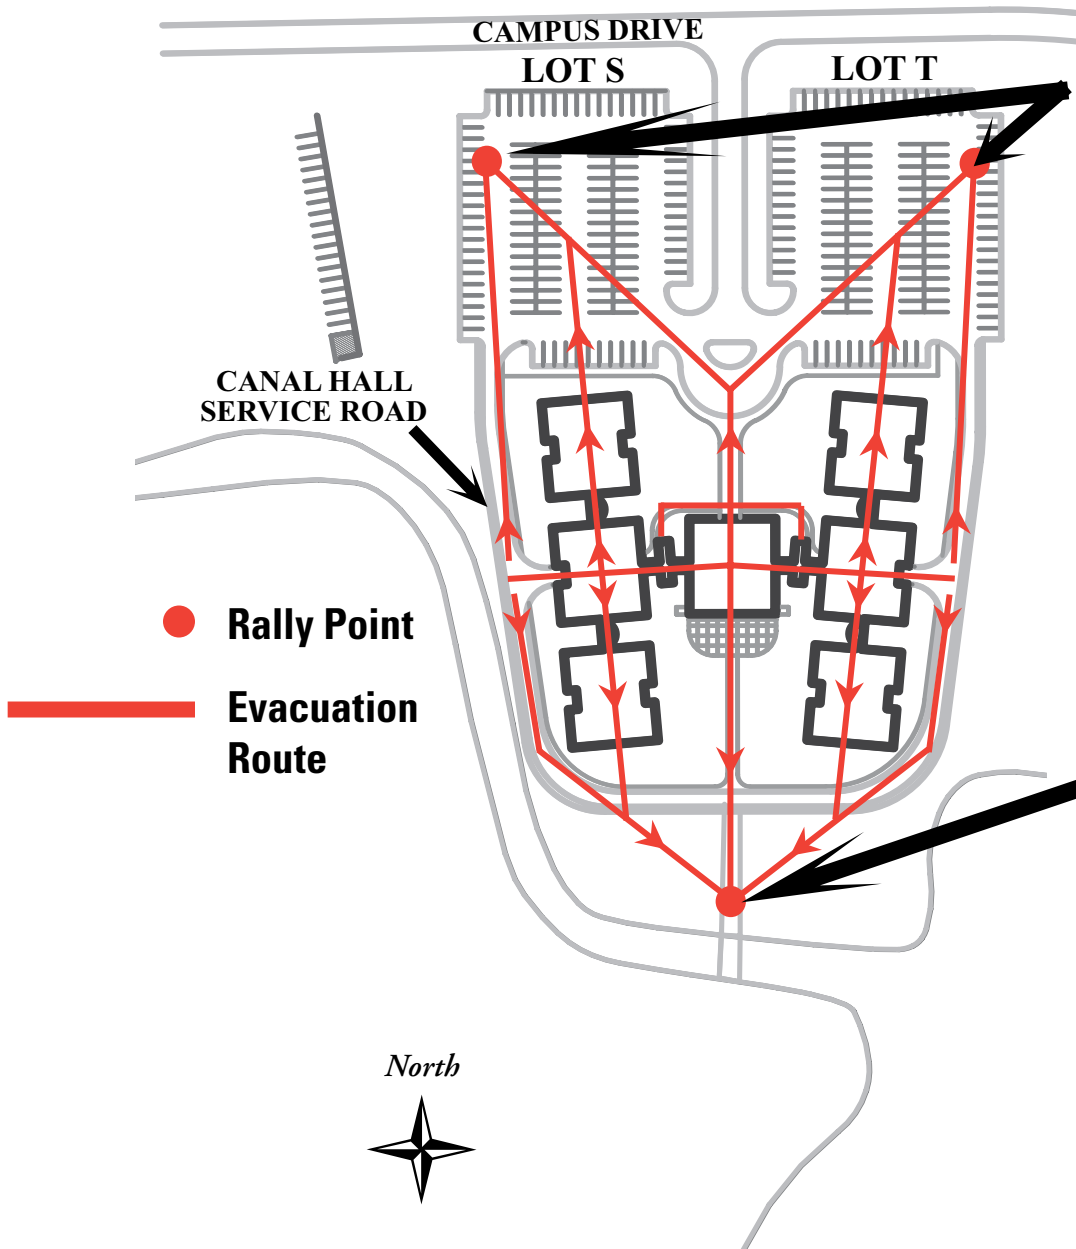 CAMPUS DRIVE
LOT S
LOT T
CANAL HALL
SERVICE ROAD
Rally Point
Evacuation
Route
North